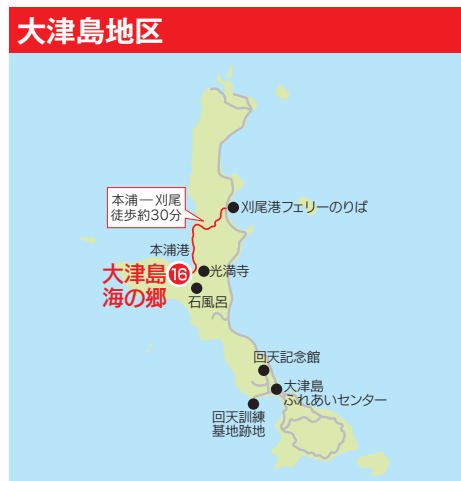 大津島地区
本浦―刈尾
徒歩約30分
刈尾港フェリーのりば
本浦港
大津島
海の郷
16
光満寺
石風呂
回天記念館
大津島
ふれあいセンター
回天訓練
基地跡地